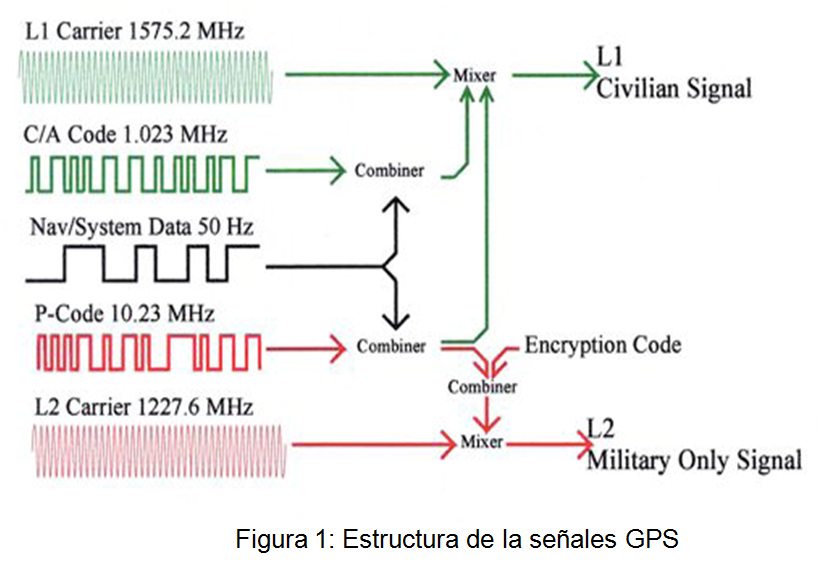 L1 Carrier 1575.2 MHz
Mixer
L1
Civilian Signal
C/A Code 1.023 MHz
Combiner
Nav/System Data 50 Hz
P-Code 10.23 MHz
Combiner
Encryption Code
Combiner
L2 Carrier 1227.6 MHz
Mixer
L2
Military Only Signal
Figura 1: Estructura de la señales GPS